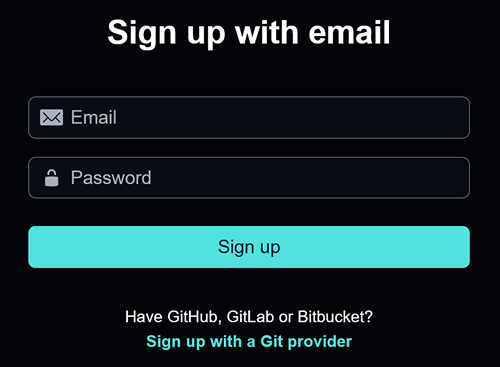 Sign up with email
Email
Password
Sign up
Have GitHub, GitLab or Bitbucket?
Sign up with a Git provider